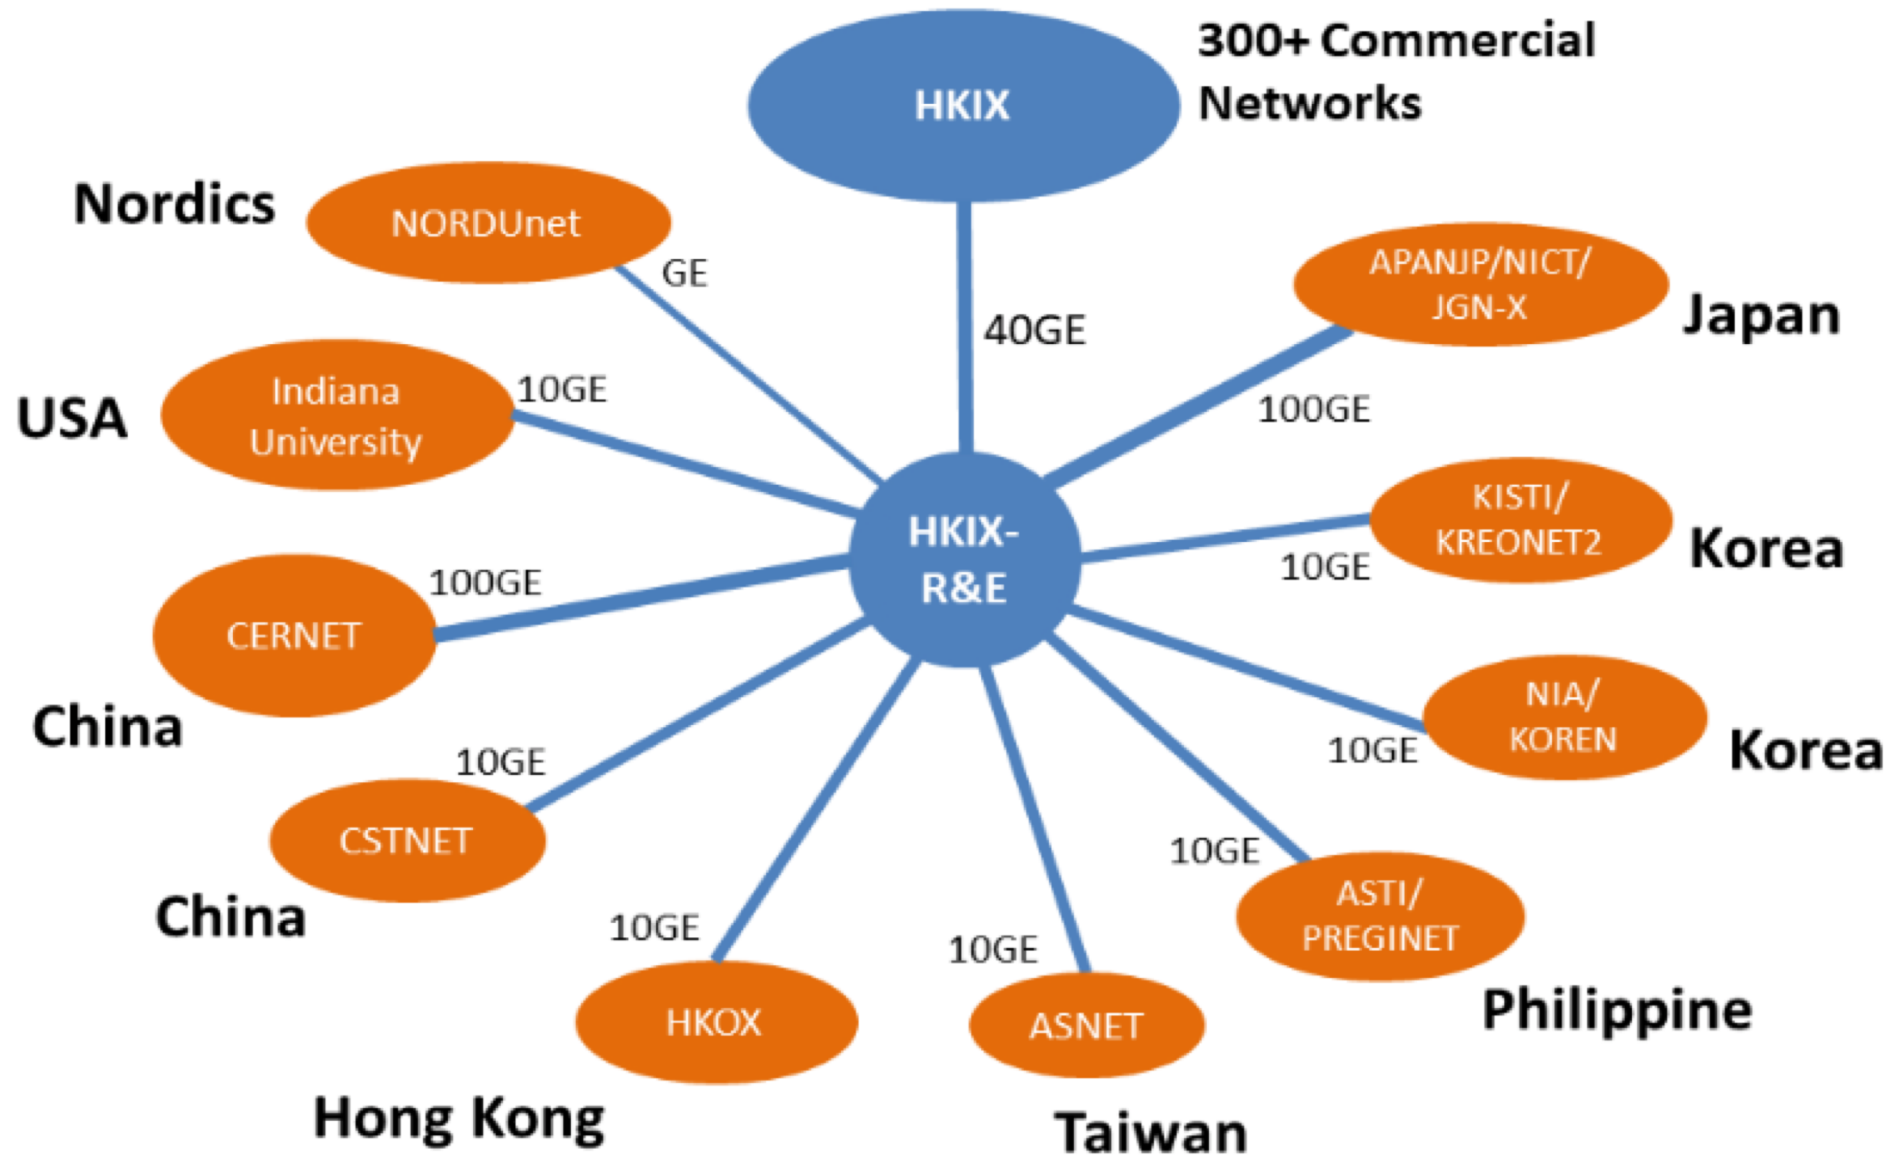 HKIX
300+ Commercial
Networks
Nordics
NORDUnet
GE
40GE
APANJP/NICT/
JGN-X
Japan
100GE
USA
Indiana
University
10GE
HKIX-
R&E
KISTI/
KREONET2
Korea
10GE
CERNET
100GE
China
NIA/
KOREN
Korea
10GE
10GE
CSTNET
China
10GE
ASTI/
PREGINET
Philippine
10GE
HKOX
Hong Kong
10GE
ASNET
Taiwan